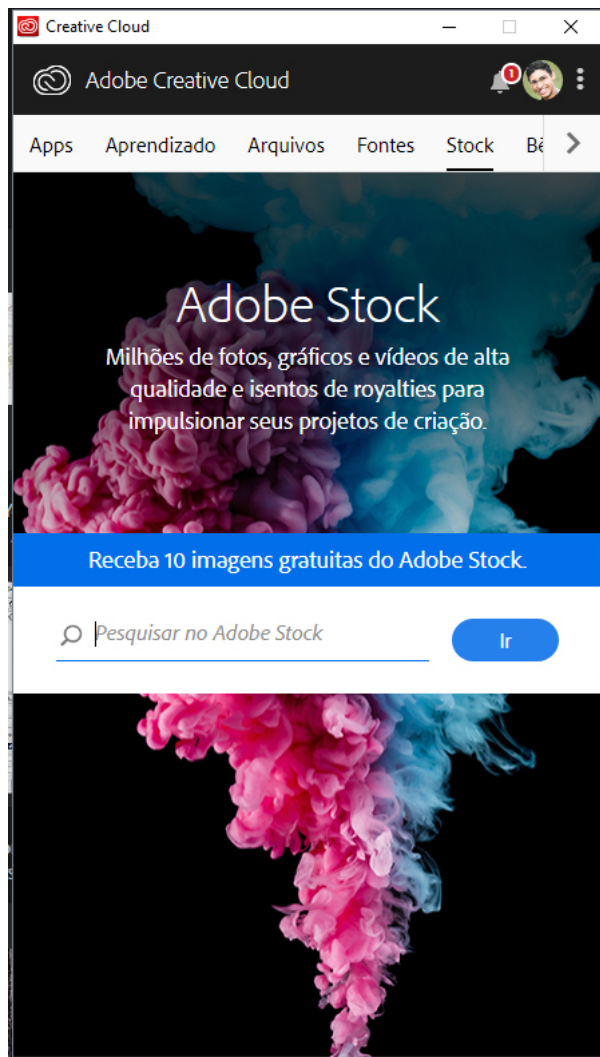 Creative Cloud
Adobe Creative Cloud
1
Apps Aprendizado Arquivos Fontes Stock Bê
Adobe Stock
Milhões de fotos, gráficos e vídeos de alta
qualidade e isentos de royalties para
impulsionar seus projetos de criação.
Receba 10 imagens gratuitas do Adobe Stock.
Pesquisar no Adobe Stock
Ir